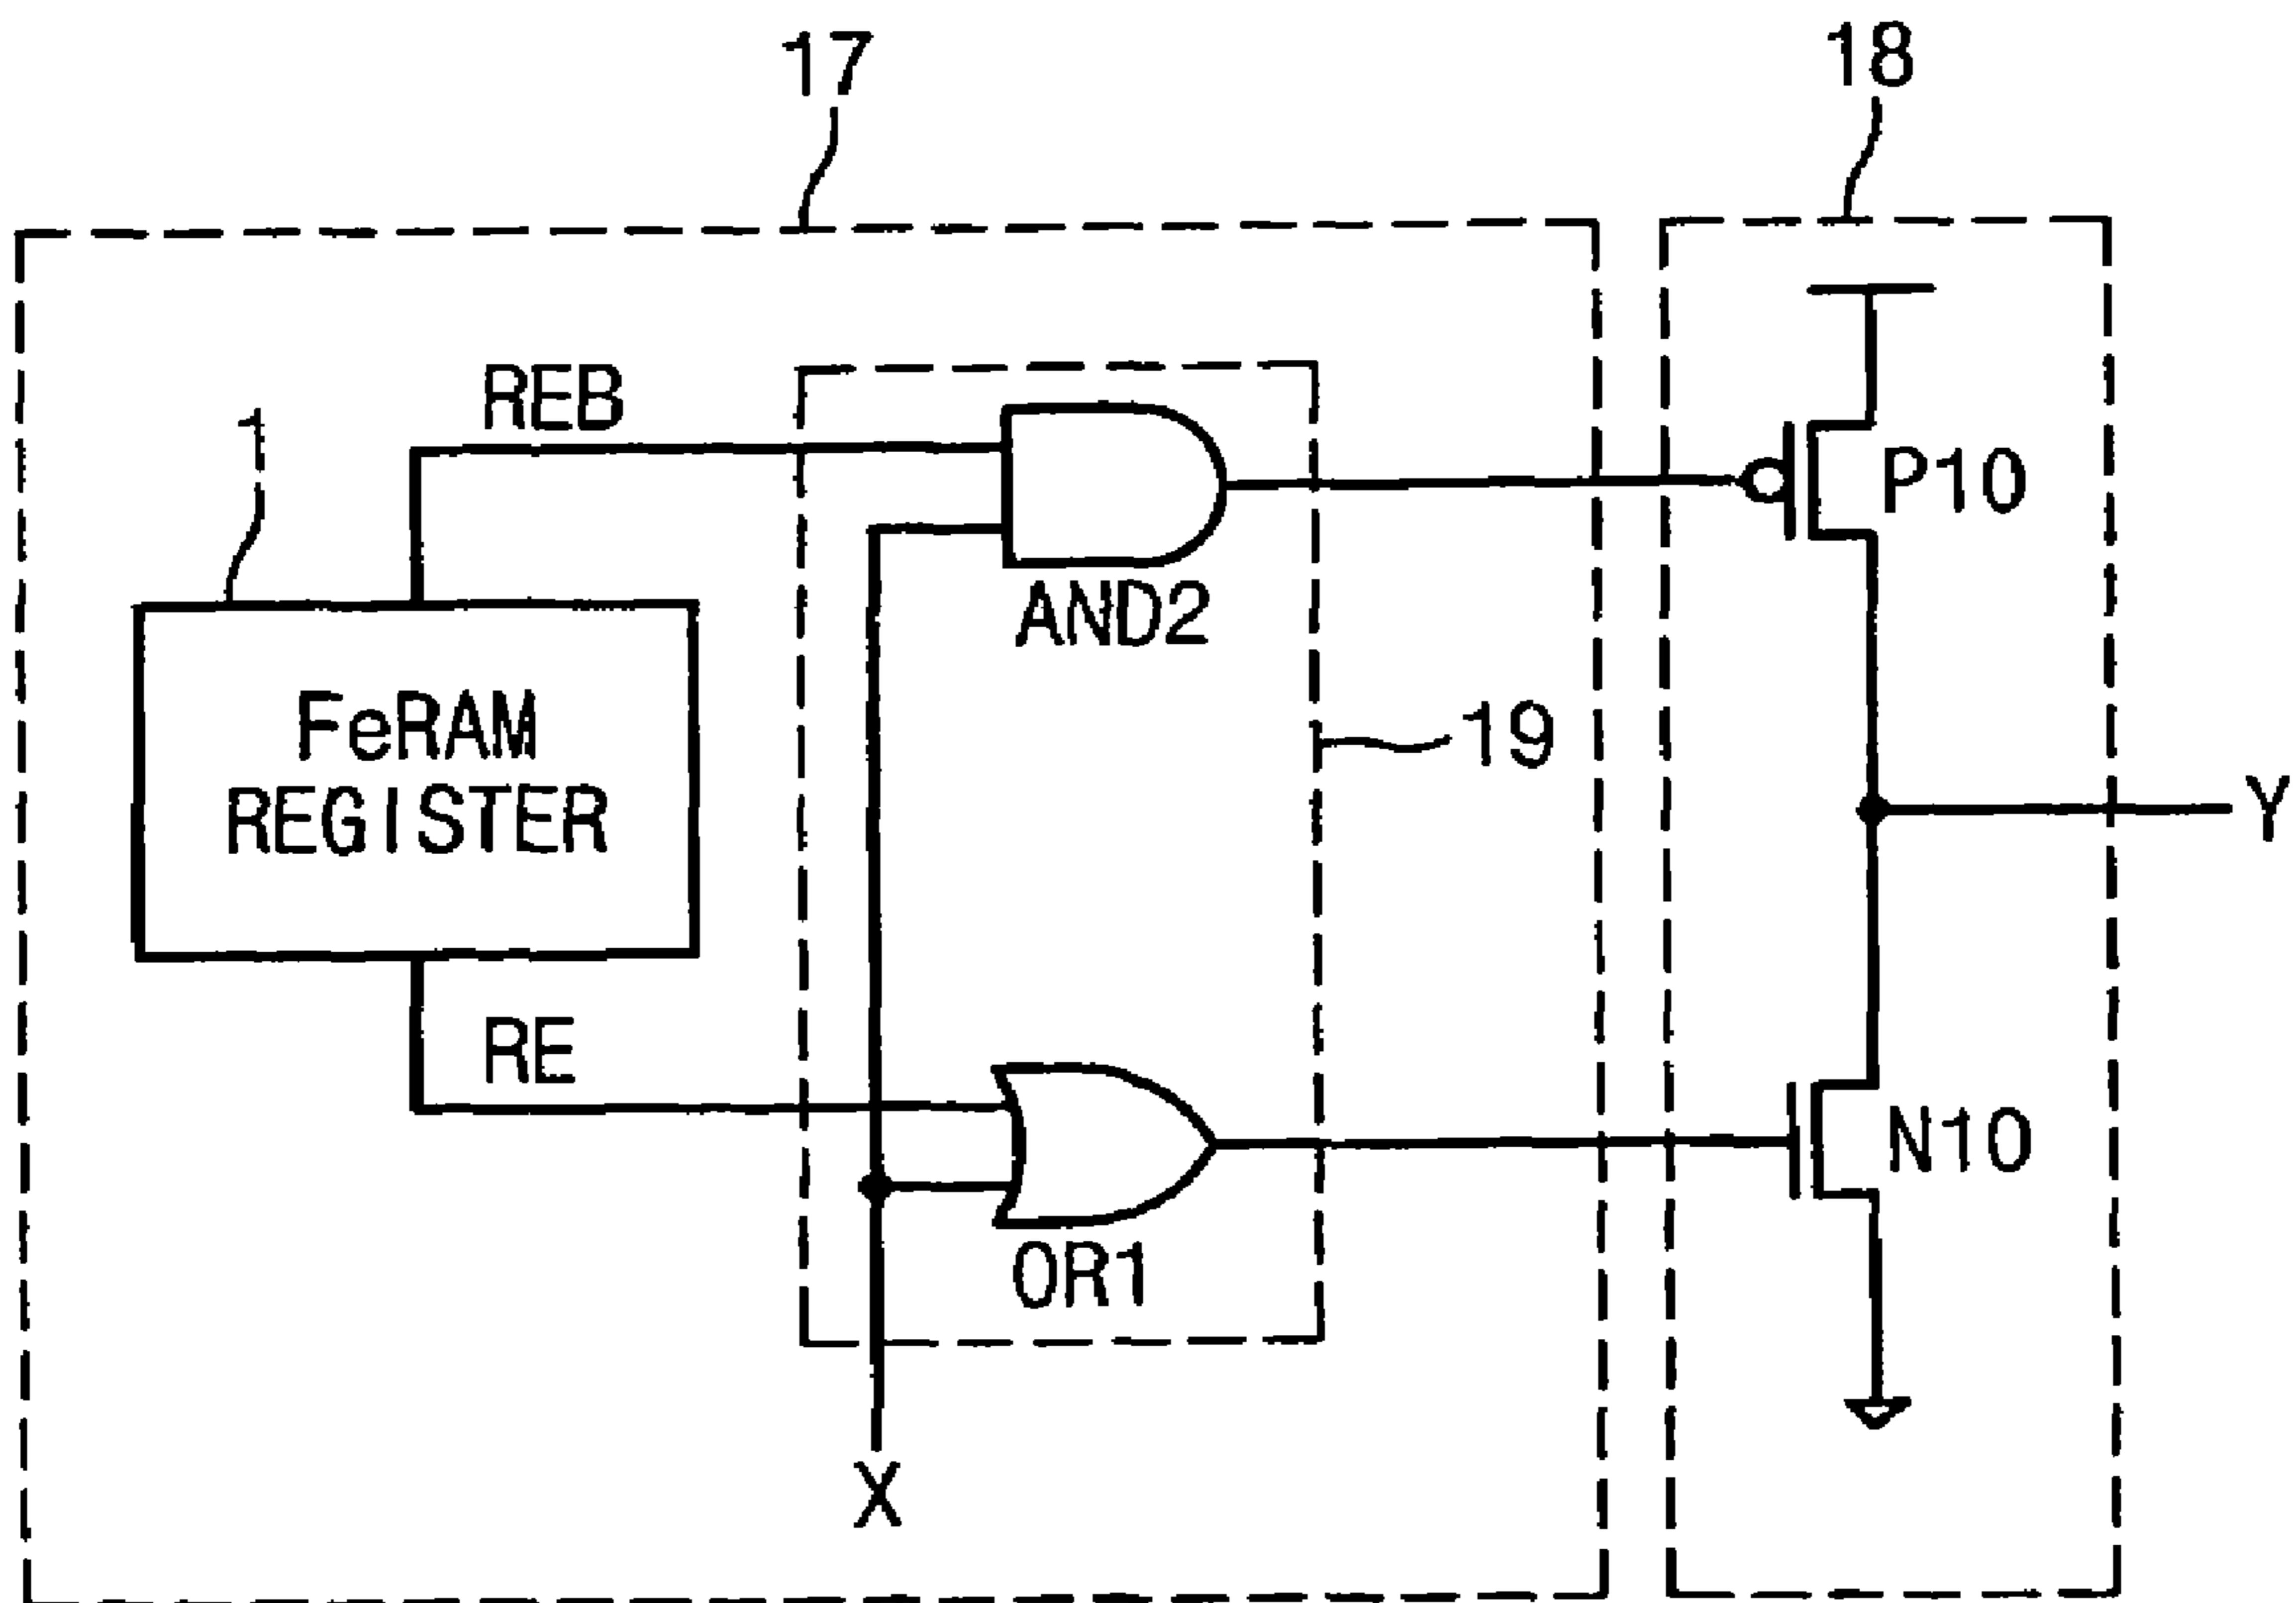 17
18
REB
1
P10
AND2
FeRAM
REGISTER
19
Y
RE
N10
OR1
X